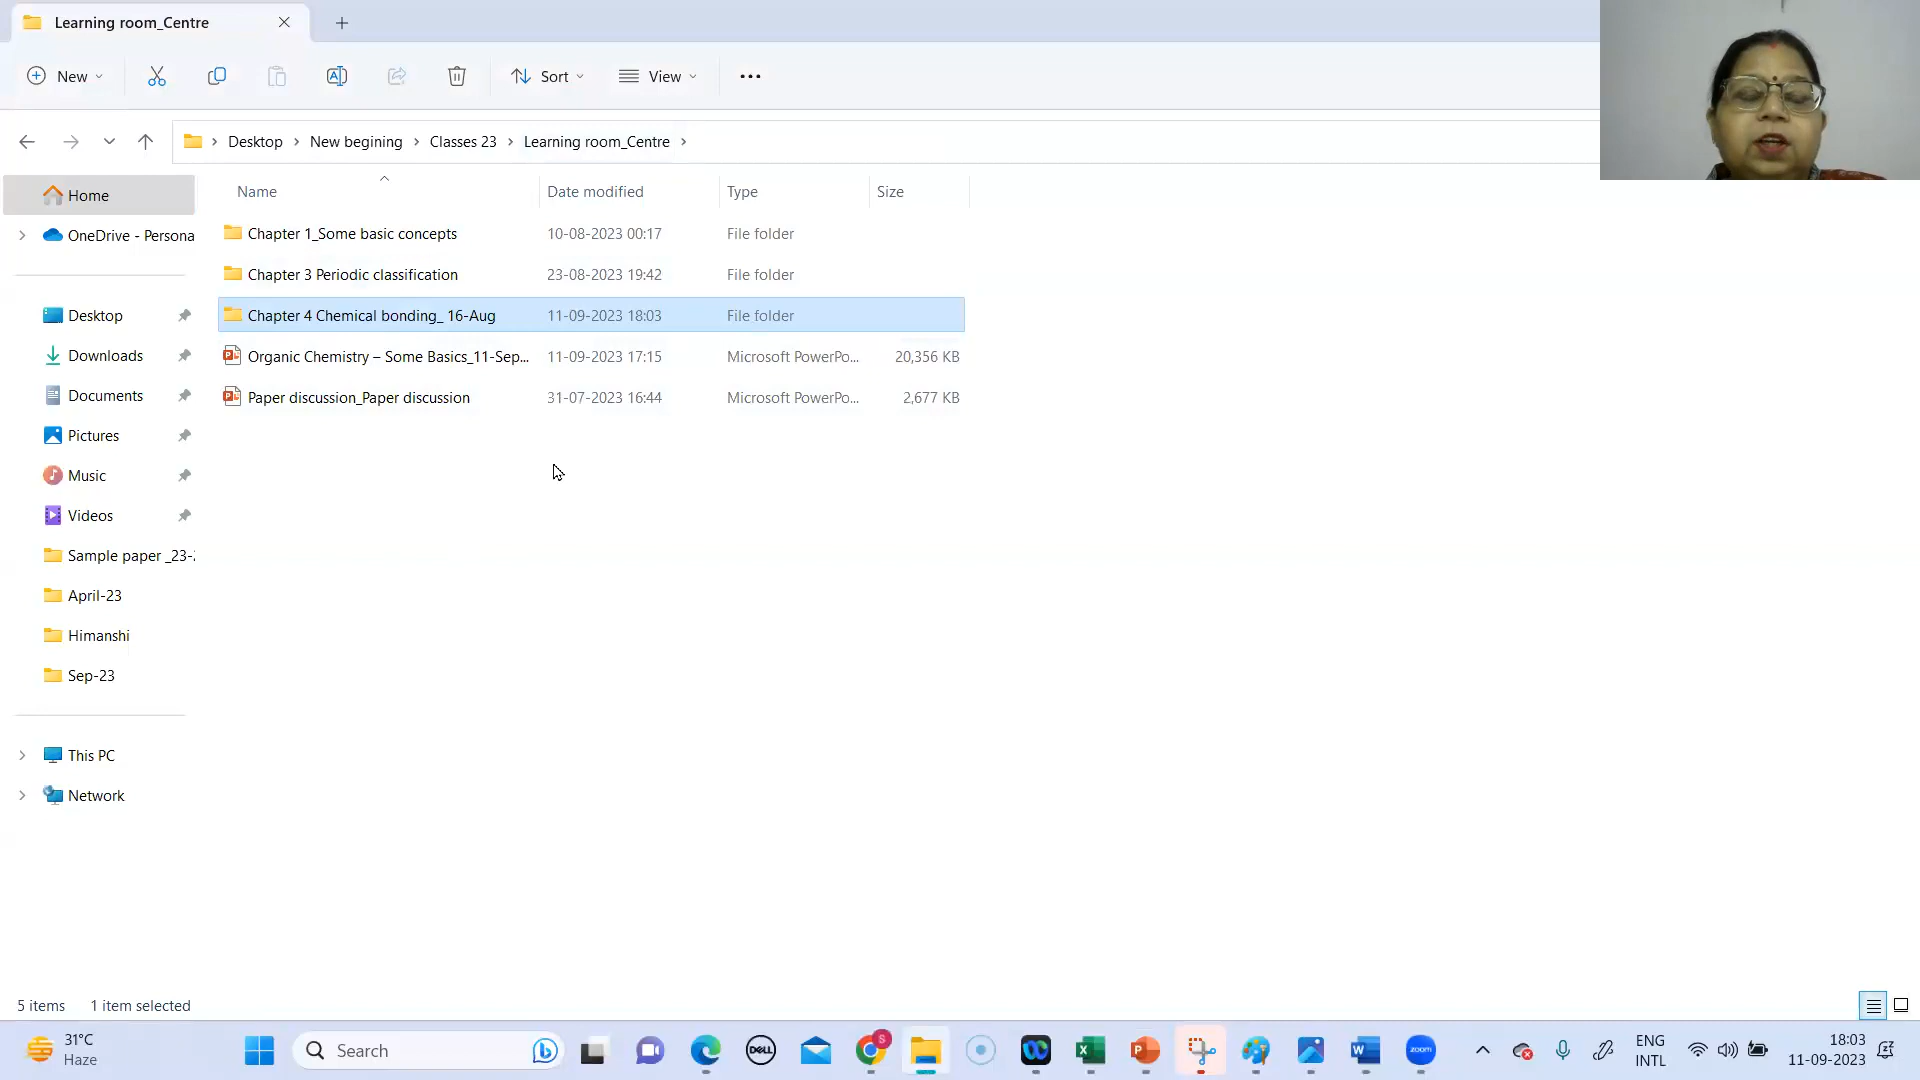 Learning room_Centre
New
Sort
View
Desktop > New begining > Classes 23 > Learning room_Centre >
Name Date modified Type Size
Home
OneDrive - Persona
Desktop
Downloads
Documents
Pictures
Music
Videos
Sample paper _23-2
April-23
Himanshi
Sep-23
This PC
Network
Chapter 1_Some basic concepts 10-08-2023 00:17 File folder
Chapter 3 Periodic classification 23-08-2023 19:42 File folder
Chapter 4 Chemical bonding_ 16-Aug 11-09-2023 18:03 File folder
Organic Chemistry – Some Basics_11-Sep... 11-09-2023 17:15 Microsoft PowerPo... 20,356 KB
Paper discussion_Paper discussion 31-07-2023 16:44 Microsoft PowerPo... 2,677 KB
5 items 1 item selected
31°C
Haze
Search
DELL
S
zoom
ENG
INTL
18:03
11-09-2023